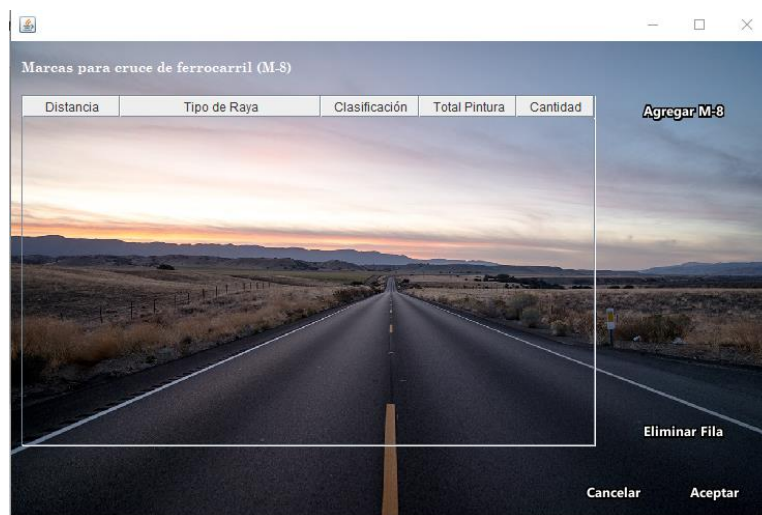 Marcas para cruce de ferrocarril (M-8)
Distancia Tipo de Raya Clasificación Total Pintura Cantidad
Agregar M-8
Eliminar Fila
Cancelar Aceptar